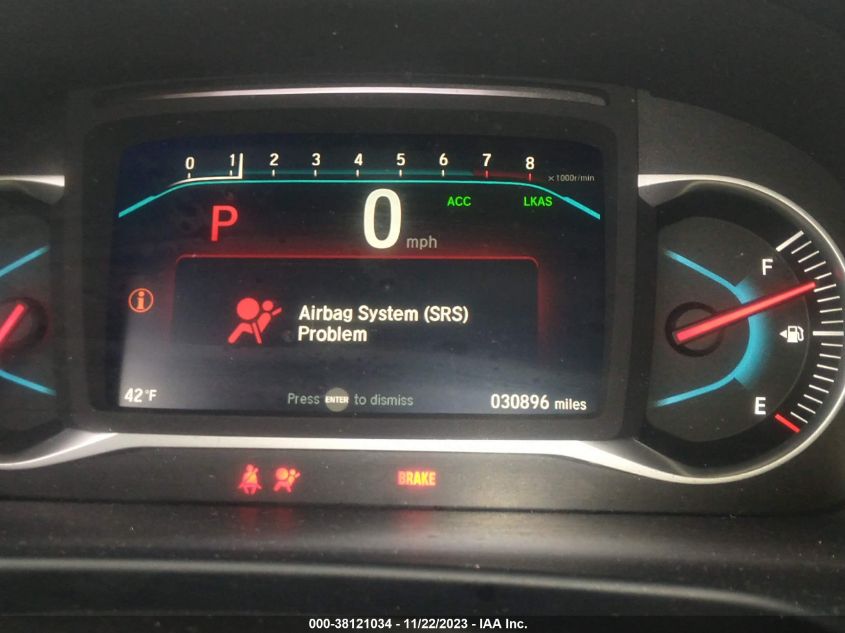 0 1 2 3 4 5 6 7 8 ×1000r/min
P 0 mph ACC LKAS
F
Airbag System (SRS)
Problem
E
42°F Press ENTER to dismiss 030896 miles
BRAKE
000-38121034 - 11/22/2023 - IAA Inc.